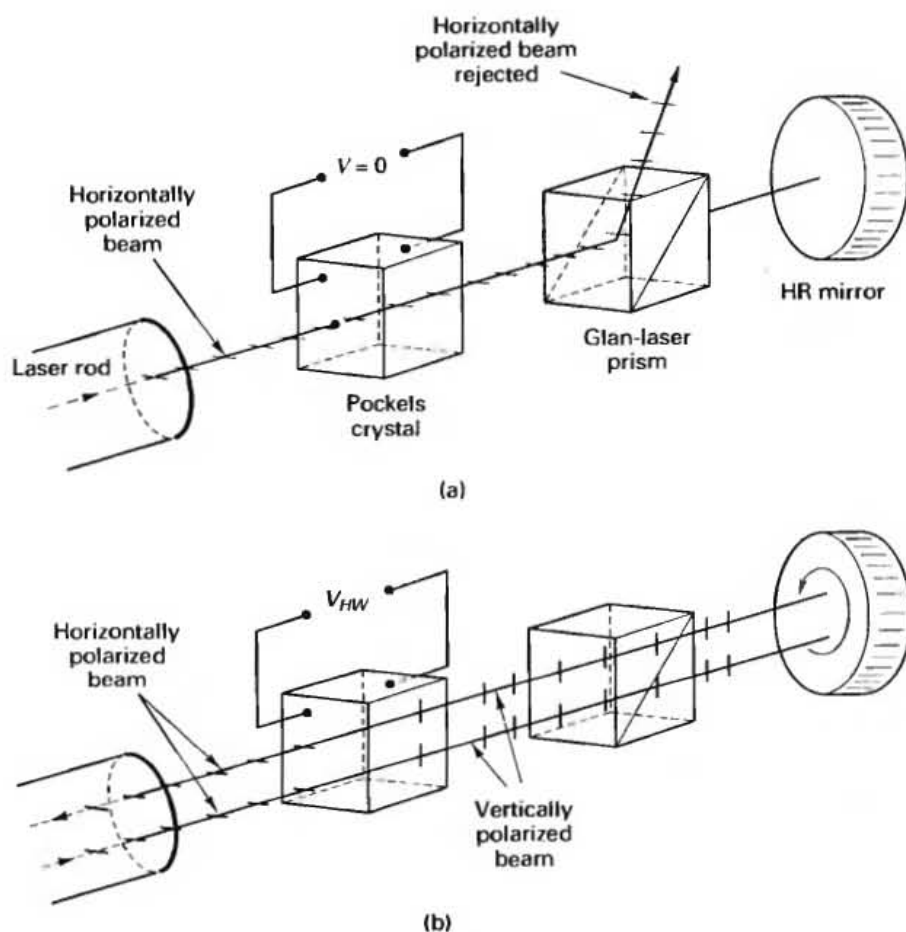 Horizontally
polarized beam
rejected
V = 0
Horizontally
polarized
beam
HR mirror
Glan-laser
prism
Laser rod
Pockels
crystal
(a)
V_HW
Horizontally
polarized
beam
Vertically
polarized
beam
(b)